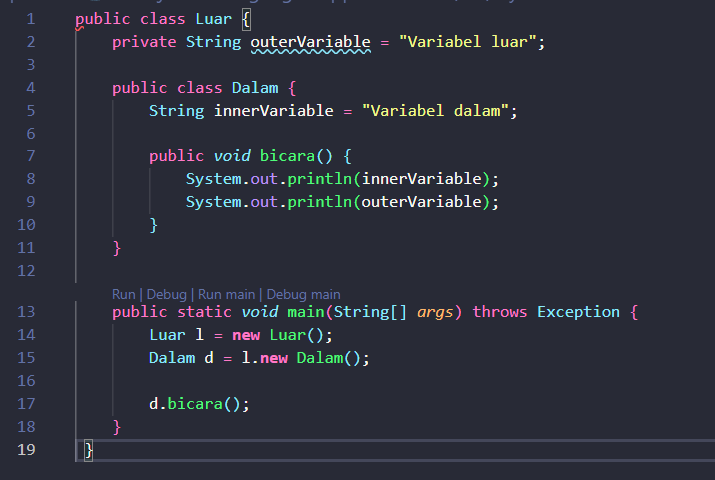 1 public class Luar {
2     private String outerVariable = "Variabel luar";
3
4     public class Dalam {
5         String innerVariable = "Variabel dalam";
6
7         public void bicara() {
8             System.out.println(innerVariable);
9             System.out.println(outerVariable);
10         }
11     }
12
Run | Debug | Run main | Debug main
13     public static void main(String[] args) throws Exception {
14         Luar l = new Luar();
15         Dalam d = l.new Dalam();
16
17         d.bicara();
18     }
19 }